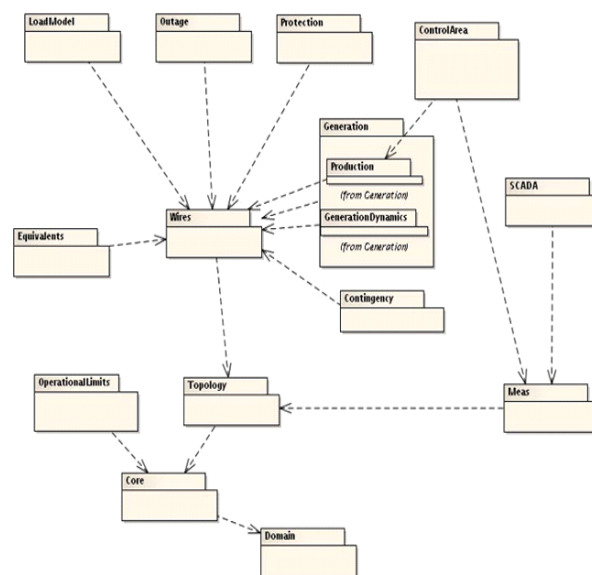 LoadModel
Outage
Protection
ControlArea
Generation
Production
(from Generation)
SCADA
Wires
GenerationDynamics
(from Generation)
Equivalents
Contingency
OperationalLimits
Topology
Meas
Core
Domain